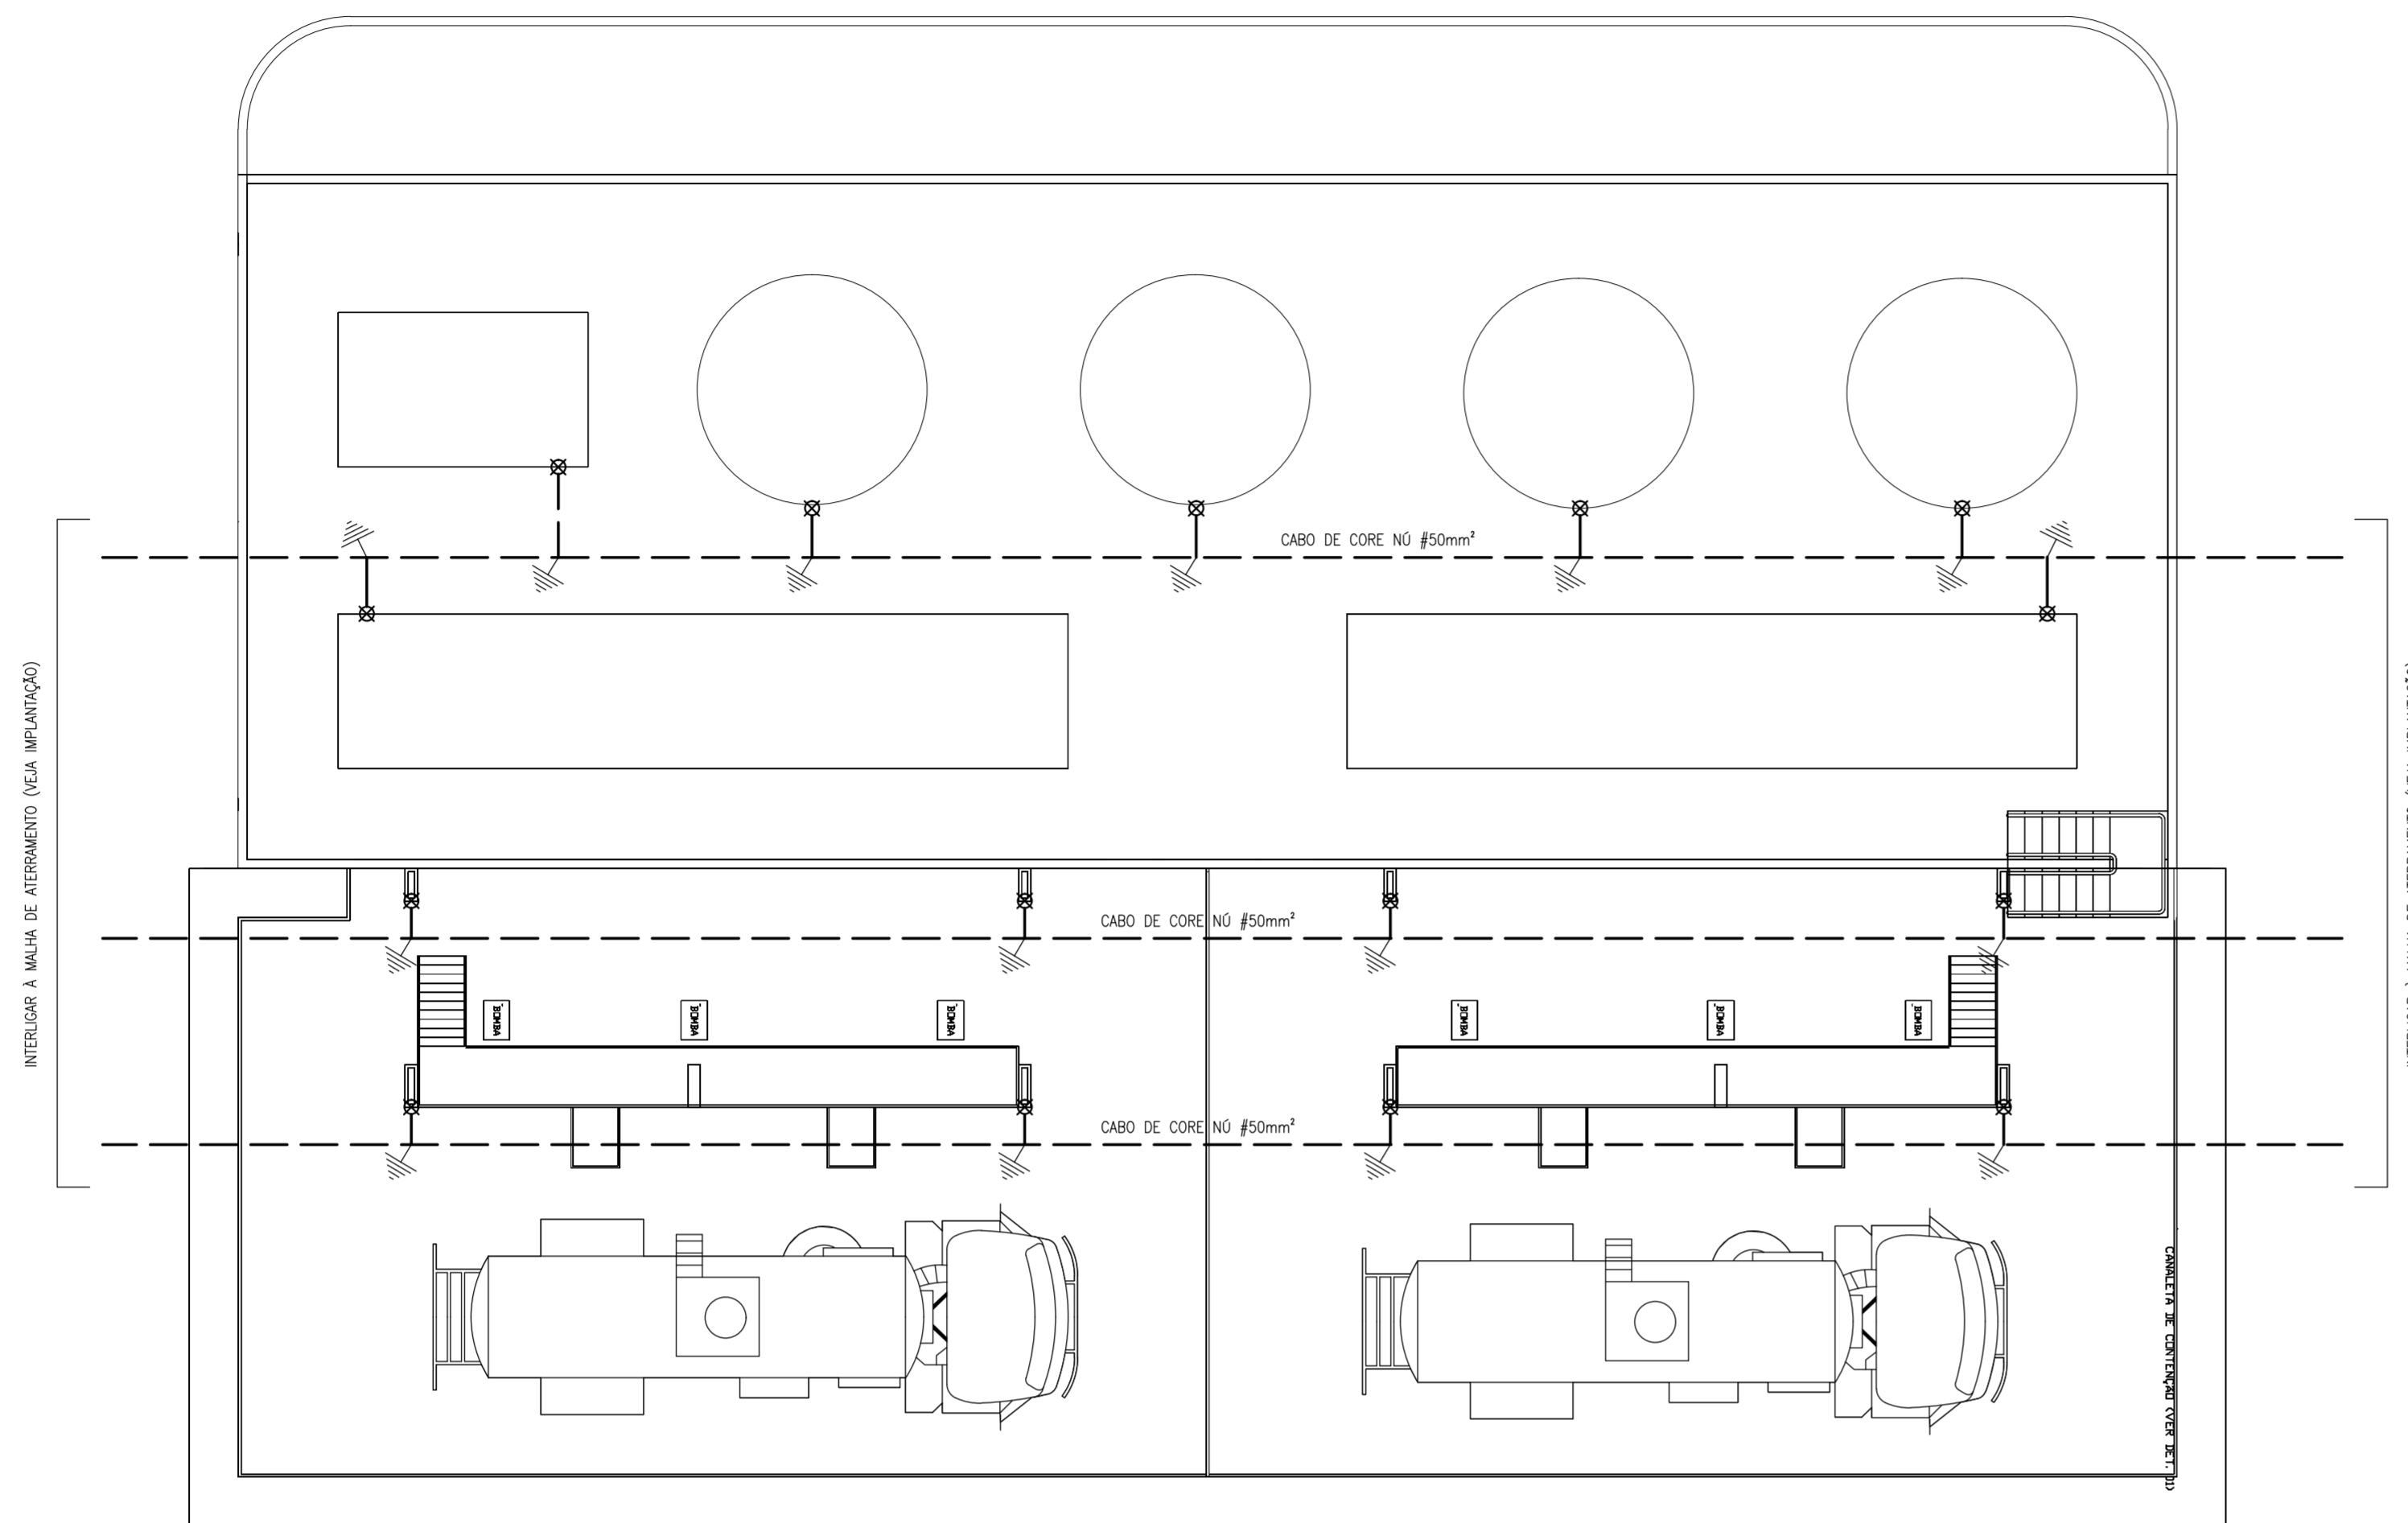 CABO DE CORE NÚ #50mm²
INTERLIGAR À MALHA DE ATERRAMENTO (VEJA IMPLANTAÇÃO)
CABO DE CORE NÚ #50mm²
BOMBA
BOMBA
BOMBA
BOMBA
BOMBA
BOMBA
CABO DE CORE NÚ #50mm²
CANALETA DE CONTENÇÃO (VER DET. 01)